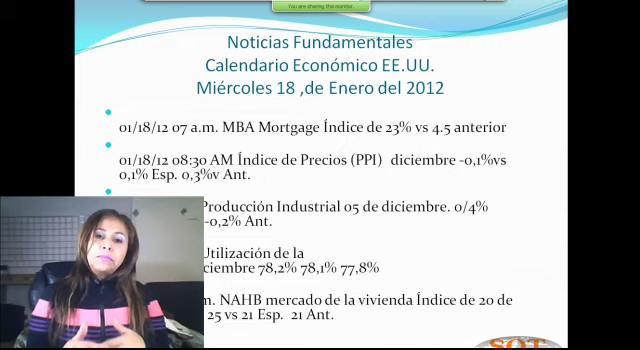 You are sharing this monitor.
Noticias Fundamentales
Calendario Económico EE.UU.
Miércoles 18 ,de Enero del 2012
01/18/12 07 a.m. MBA Mortgage Índice de 23% vs 4.5 anterior
01/18/12 08:30 AM Índice de Precios (PPI) diciembre -0,1%vs
0,1% Esp. 0,3%v Ant.
Producción Industrial 05 de diciembre. 0/4%
-0,2% Ant.
Utilización de la
ciembre 78,2% 78,1% 77,8%
m. NAHB mercado de la vivienda Índice de 20 de
25 vs 21 Esp. 21 Ant.
SOT